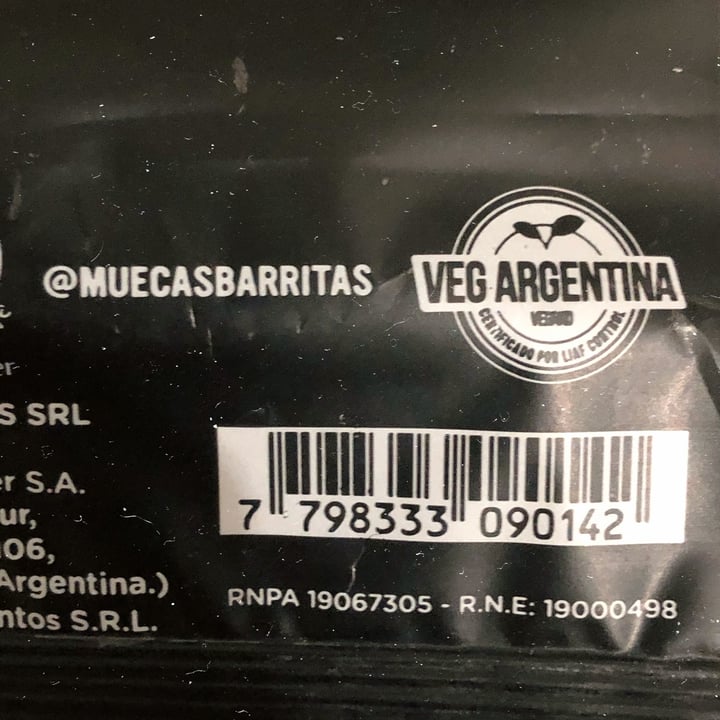 @MUECASBARRITAS
VEG ARGENTINA
VEGANO
CERTIFICADO POR LIAF CONTROL
S SRL
r S.A.
ur,
06,
Argentina.)
ntos S.R.L.
7 798333 090142
RNPA 19067305 - R.N.E: 19000498